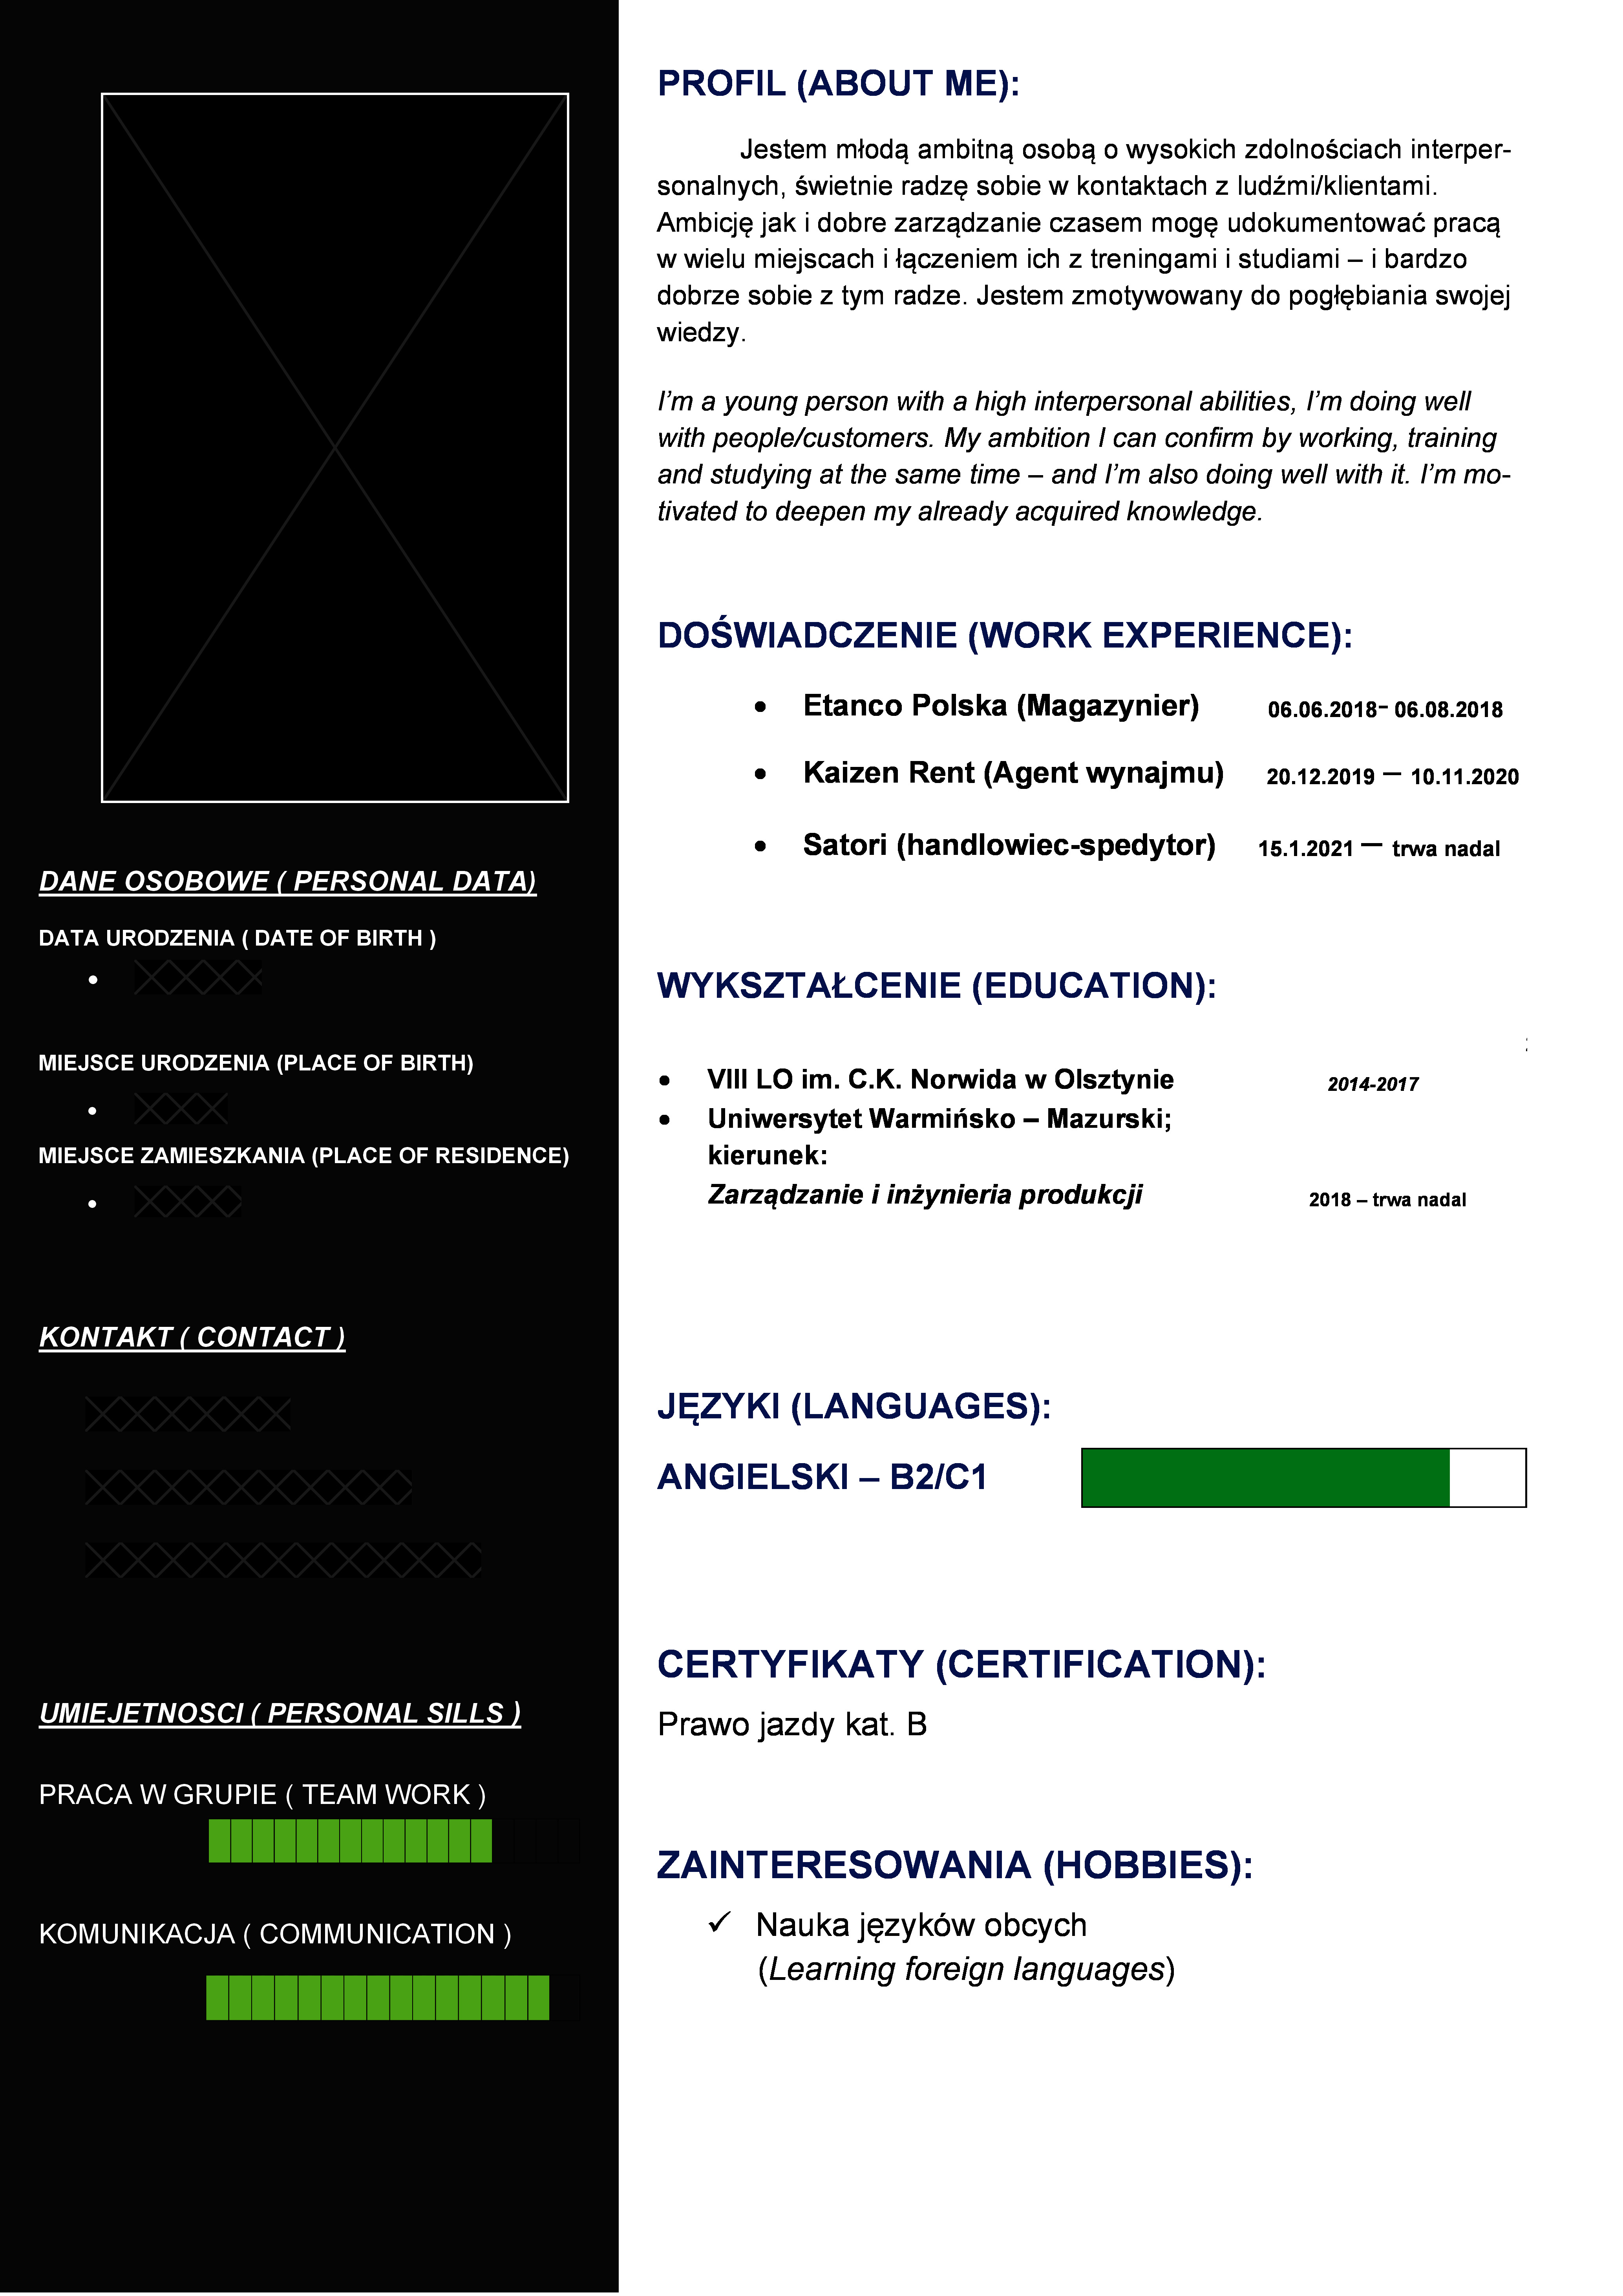 DANE OSOBOWE ( PERSONAL DATA)
DATA URODZENIA ( DATE OF BIRTH )
MIEJSCE URODZENIA (PLACE OF BIRTH)
MIEJSCE ZAMIESZKANIA (PLACE OF RESIDENCE)
KONTAKT ( CONTACT )
UMIEJETNOSCI ( PERSONAL SILLS )
PRACA W GRUPIE ( TEAM WORK )
KOMUNIKACJA ( COMMUNICATION )
PROFIL (ABOUT ME):
Jestem młodą ambitną osobą o wysokich zdolnościach interper-
sonalnych, świetnie radzę sobie w kontaktach z ludźmi/klientami.
Ambicję jak i dobre zarządzanie czasem mogę udokumentować pracą
w wielu miejscach i łączeniem ich z treningami i studiami – i bardzo
dobrze sobie z tym radze. Jestem zmotywowany do pogłębiania swojej
wiedzy.
I'm a young person with a high interpersonal abilities, I'm doing well
with people/customers. My ambition I can confirm by working, training
and studying at the same time – and I'm also doing well with it. I'm mo-
tivated to deepen my already acquired knowledge.
DOŚWIADCZENIE (WORK EXPERIENCE):
• Etanco Polska (Magazynier) 06.06.2018- 06.08.2018
• Kaizen Rent (Agent wynajmu) 20.12.2019 – 10.11.2020
• Satori (handlowiec-spedytor) 15.1.2021 – trwa nadal
WYKSZTAŁCENIE (EDUCATION):
• VIII LO im. C.K. Norwida w Olsztynie 2014-2017
• Uniwersytet Warmińsko – Mazurski;
kierunek:
Zarządzanie i inżynieria produkcji 2018 – trwa nadal
JĘZYKI (LANGUAGES):
ANGIELSKI – B2/C1
CERTYFIKATY (CERTIFICATION):
Prawo jazdy kat. B
ZAINTERESOWANIA (HOBBIES):
✓ Nauka języków obcych
(Learning foreign languages)